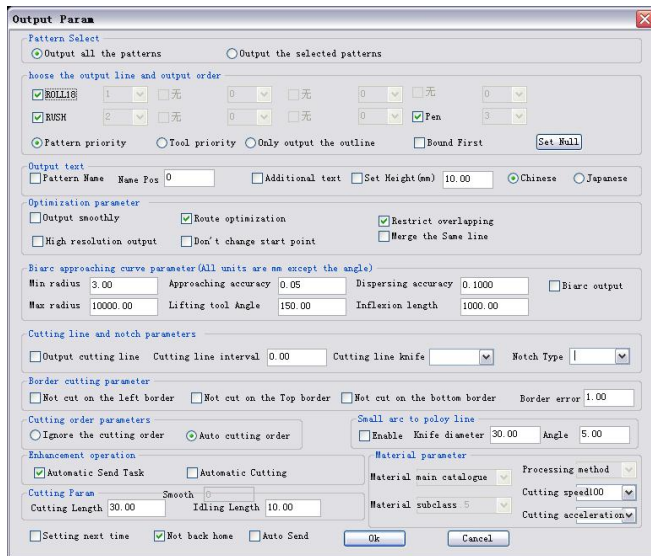 Output Param
Pattern Select
Output all the patterns Output the selected patterns
hoose the output line and output order
ROLL18 1 无 0 无 0 无 0
RUSH 2 无 0 无 0 Pen 3
Pattern priority Tool priority Only output the outline Bound First Set Null
Output text
Pattern Name Name Pos 0 Additional text Set Height(mm) 10.00 Chinese Japanese
Optimization parameter
Output smoothly Route optimization Restrict overlapping
High resolution output Don't change start point Merge the Same line
Biarc approaching curve parameter(All units are mm except the angle)
Min radius 3.00 Approaching accuracy 0.05 Dispersing accuracy 0.1000 Biarc output
Max radius 10000.00 Lifting tool Angle 150.00 Inflexion length 1000.00
Cutting line and notch parameters
Output cutting line Cutting line interval 0.00 Cutting line knife Notch Type
Border cutting parameter
Not cut on the left border Not cut on the Top border Not cut on the bottom border Border error 1.00
Cutting order parameters
Ignore the cutting order Auto cutting order
Small arc to poloy line
Enable Knife diameter 30.00 Angle 5.00
Enhancement operation
Automatic Send Task Automatic Cutting
Material parameter
Material main catalogue Processing method
Material subclass 5 Cutting speed 100
Cutting acceleration
Cutting Param Smooth 0
Cutting Length 30.00 Idling Length 10.00
Setting next time Not back home Auto Send Ok Cancel